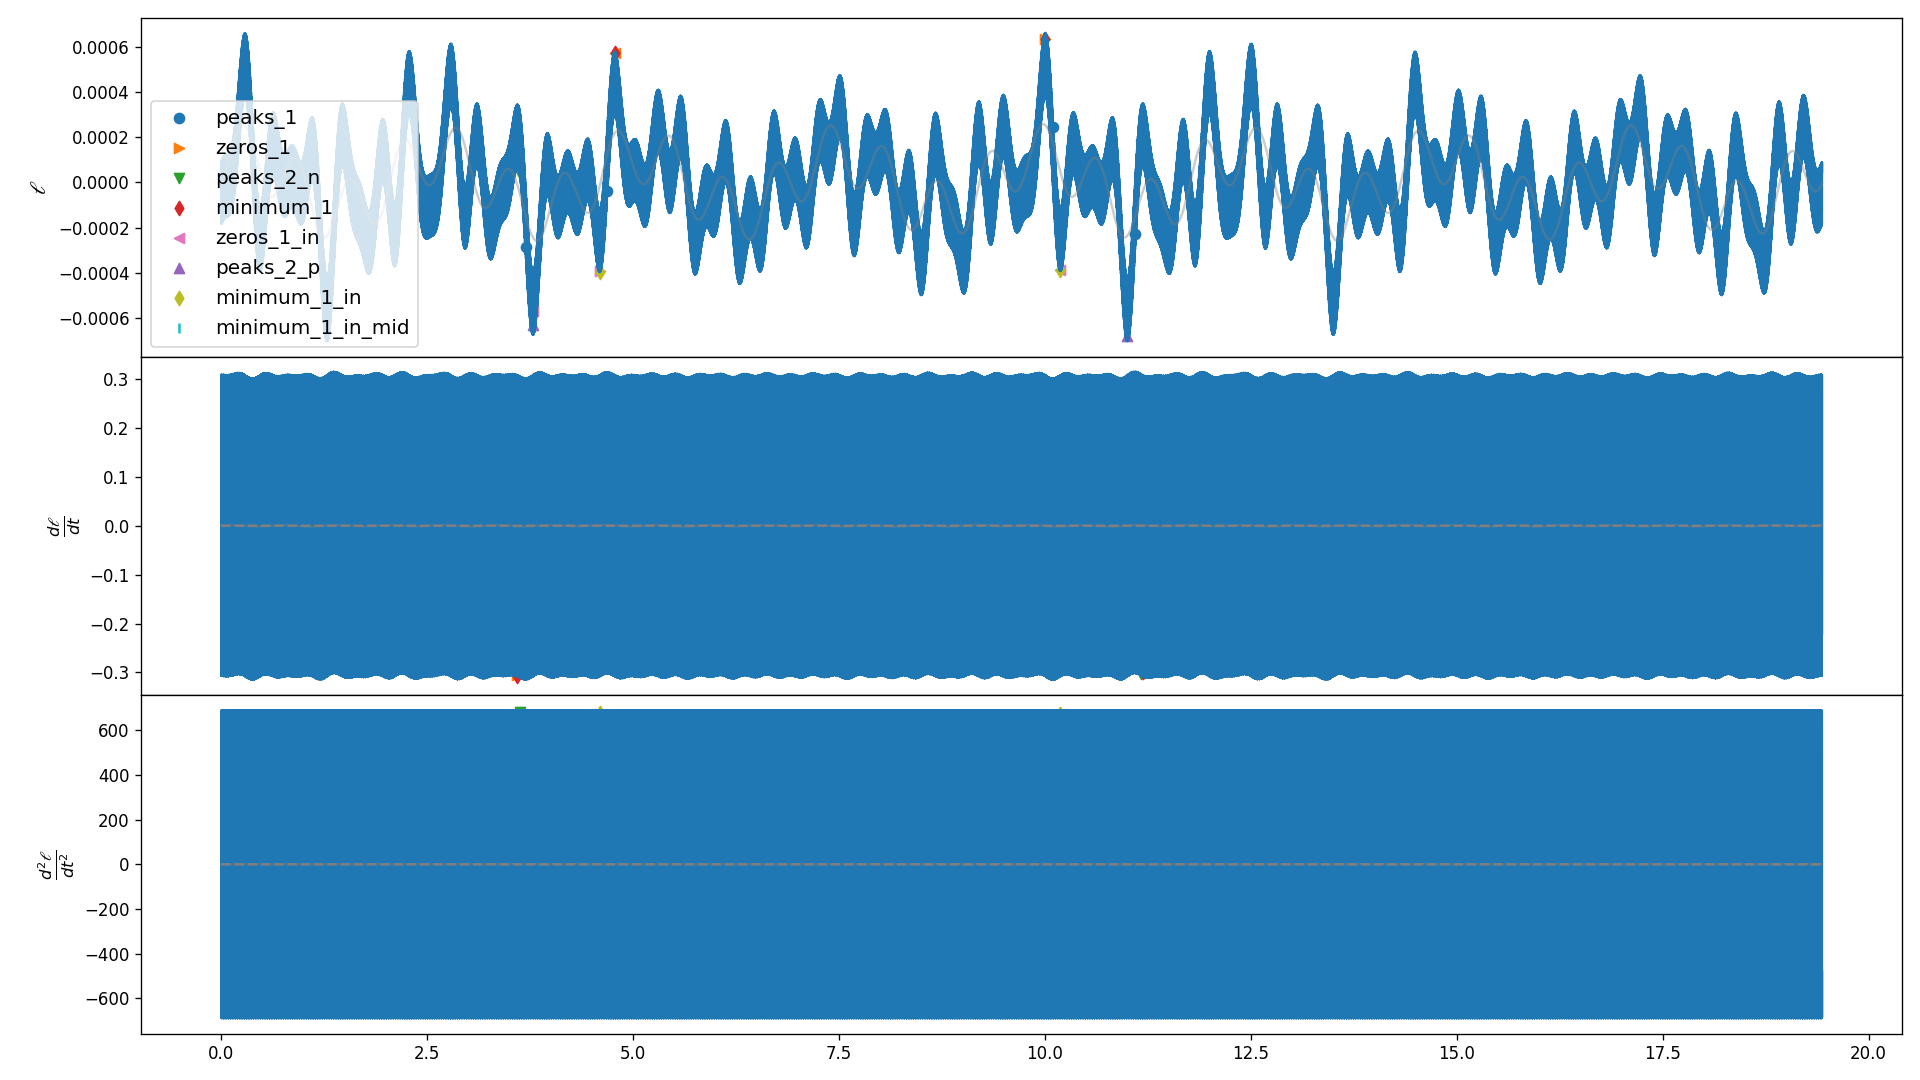 0.0006
0.0004
0.0002
0.0000
−0.0002
−0.0004
−0.0006
ℓ
peaks_1
zeros_1
peaks_2_n
minimum_1
zeros_1_in
peaks_2_p
minimum_1_in
minimum_1_in_mid
0.3
0.2
0.1
0.0
−0.1
−0.2
−0.3
dℓ/dt
600
400
200
0
−200
−400
−600
d²ℓ/dt²
0.0 2.5 5.0 7.5 10.0 12.5 15.0 17.5 20.0